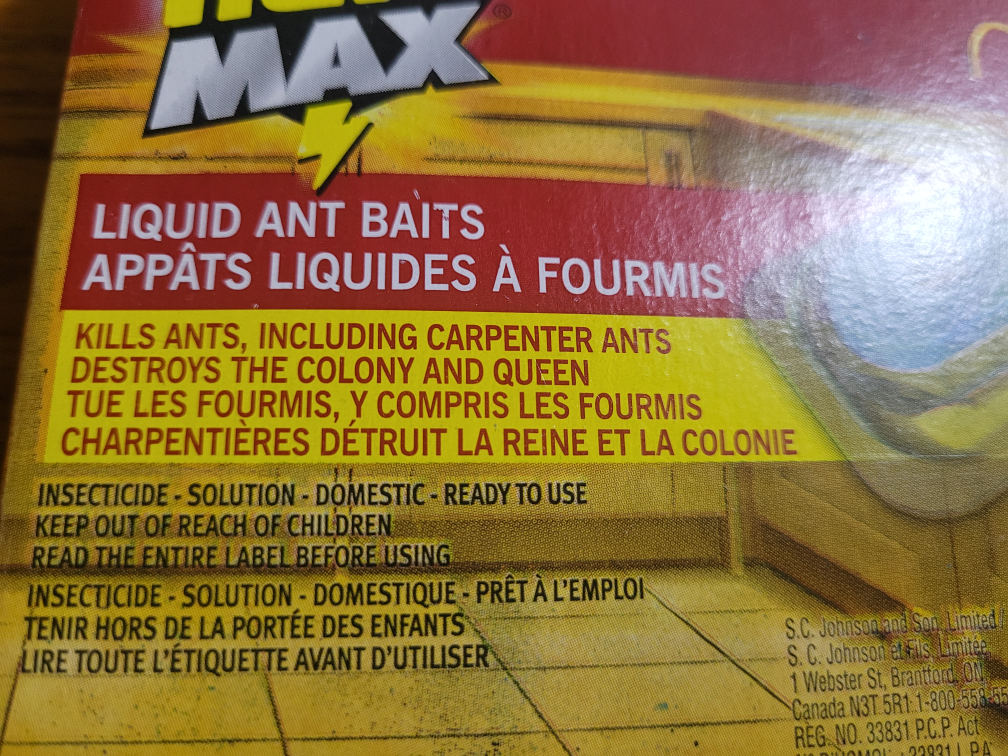 MAX ®
LIQUID ANT BAITS
APPÂTS LIQUIDES À FOURMIS
KILLS ANTS, INCLUDING CARPENTER ANTS
DESTROYS THE COLONY AND QUEEN
TUE LES FOURMIS, Y COMPRIS LES FOURMIS
CHARPENTIÈRES DÉTRUIT LA REINE ET LA COLONIE
INSECTICIDE - SOLUTION - DOMESTIC - READY TO USE
KEEP OUT OF REACH OF CHILDREN
READ THE ENTIRE LABEL BEFORE USING
INSECTICIDE - SOLUTION - DOMESTIQUE - PRÊT À L'EMPLOI
TENIR HORS DE LA PORTÉE DES ENFANTS
LIRE TOUTE L'ÉTIQUETTE AVANT D'UTILISER
S.C. Johnson and Son, Limited/
S. C. Johnson et Fils, Limitée
1 Webster St, Brantford, ON
Canada N3T 5R1 1-800-558-55
REG. NO. 33831 P.C.P. Act